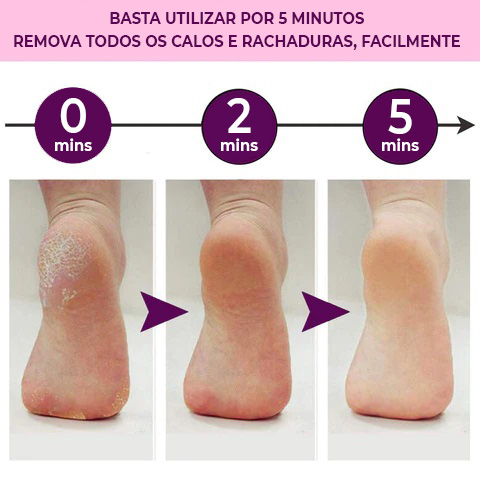 BASTA UTILIZAR POR 5 MINUTOS
REMOVA TODOS OS CALOS E RACHADURAS, FACILMENTE
0
mins
2
mins
5
mins